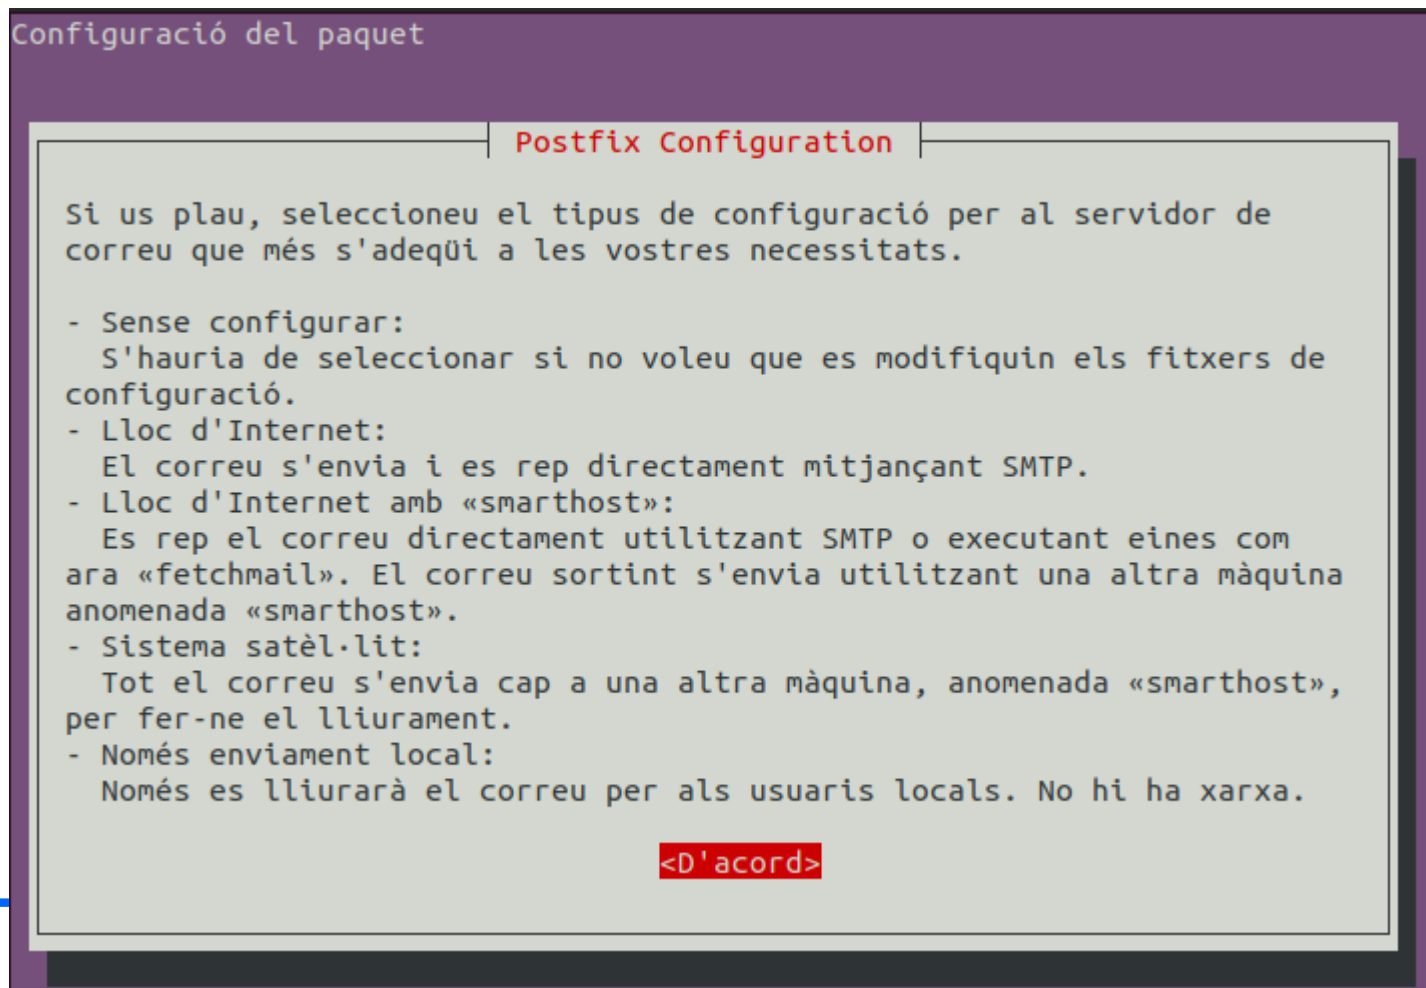 Configuració del paquet
Postfix Configuration
Si us plau, seleccioneu el tipus de configuració per al servidor de
correu que més s'adeqüi a les vostres necessitats.
- Sense configurar:
S'hauria de seleccionar si no voleu que es modifiquin els fitxers de
configuració.
- Lloc d'Internet:
El correu s'envia i es rep directament mitjançant SMTP.
- Lloc d'Internet amb «smarthost»:
Es rep el correu directament utilitzant SMTP o executant eines com
ara «fetchmail». El correu sortint s'envia utilitzant una altra màquina
anomenada «smarthost».
- Sistema satèl·lit:
Tot el correu s'envia cap a una altra màquina, anomenada «smarthost»,
per fer-ne el lliurament.
- Només enviament local:
Només es lliurarà el correu per als usuaris locals. No hi ha xarxa.
<D'acord>